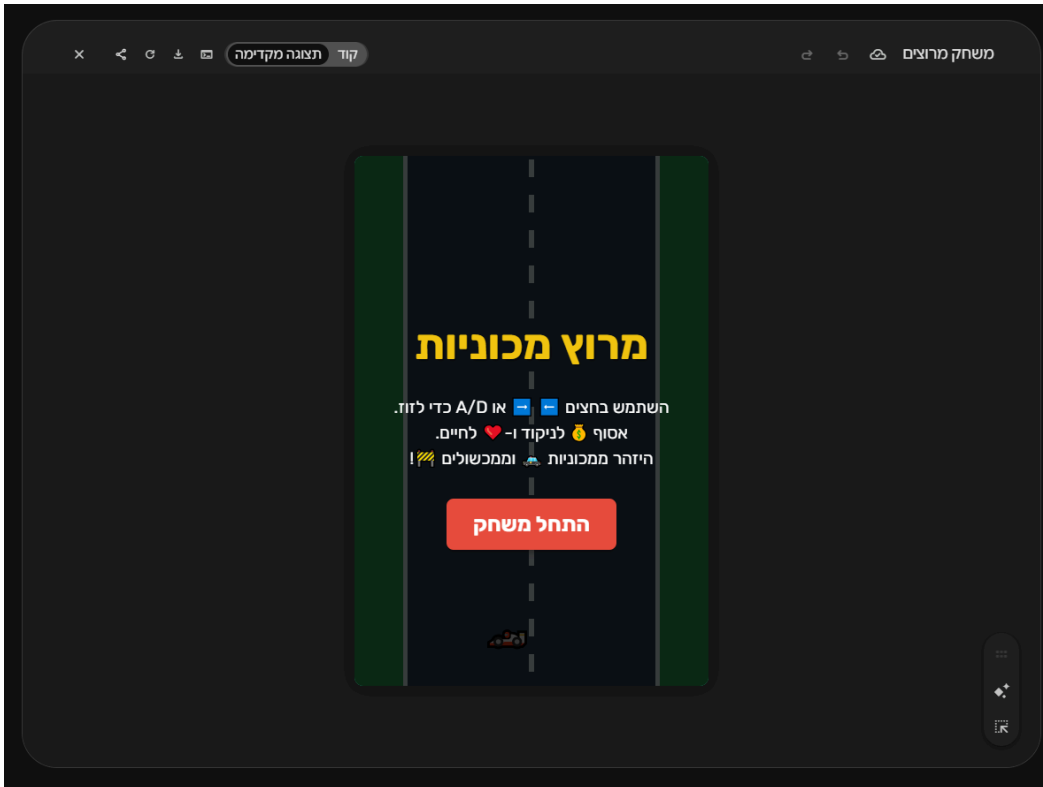 משחק מרוצים
קוד
תצוגה מקדימה
מרוץ מכוניות
השתמש בחצים ⬅️ ➡️ או A/D כדי לזוז.
אסוף 💰 לניקוד ו-❤️ לחיים.
היזהר ממכוניות 🚓 וממכשולים 🚧!
התחל משחק